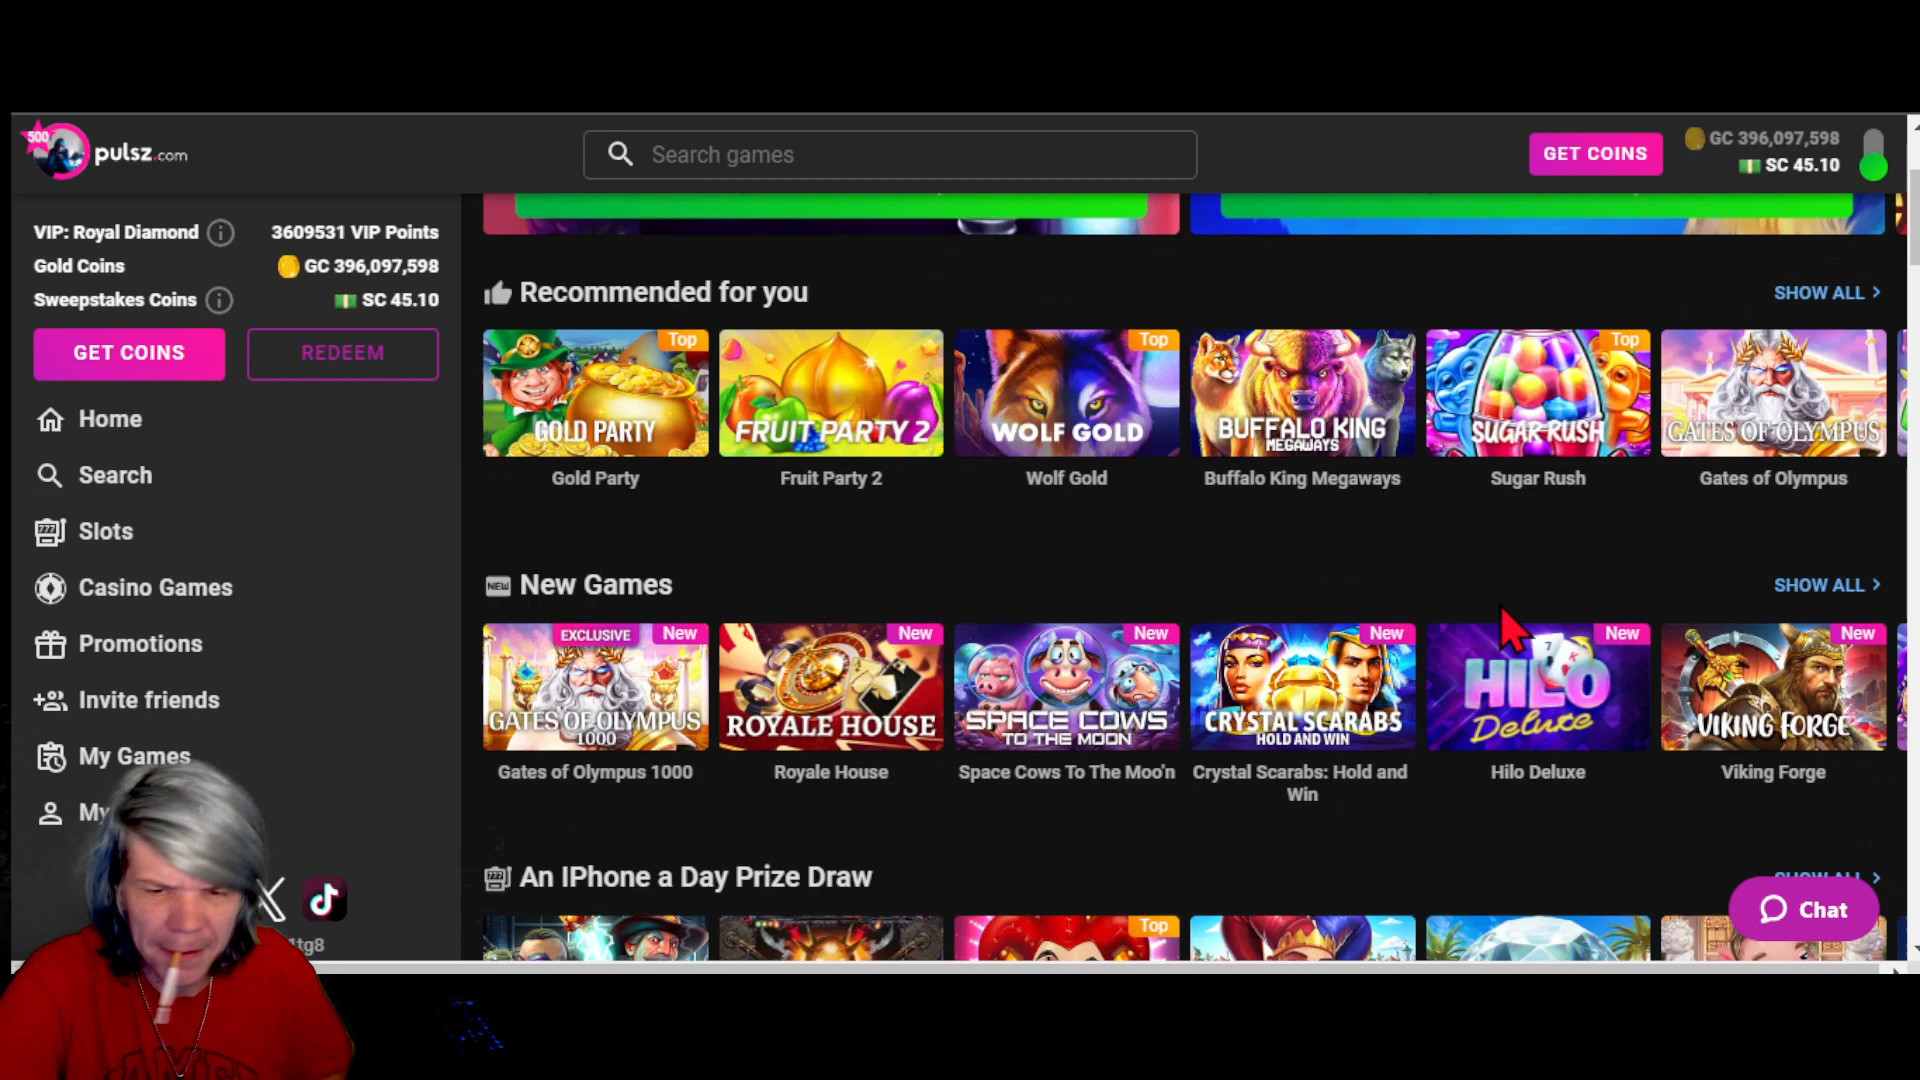 500
pulsz.com
Search games
GET COINS
GC 396,097,598
SC 45.10
VIP: Royal Diamond
3609531 VIP Points
Gold Coins
GC 396,097,598
Sweepstakes Coins
SC 45.10
GET COINS
REDEEM
Home
Search
Slots
Casino Games
Promotions
Invite friends
My Games
My
1tg8
Recommended for you
SHOW ALL
Top
GOLD PARTY
Gold Party
FRUIT PARTY 2
Fruit Party 2
Top
WOLF GOLD
Wolf Gold
BUFFALO KING
MEGAWAYS
Buffalo King Megaways
Top
SUGAR RUSH
Sugar Rush
GATES OF OLYMPUS
Gates of Olympus
NEW
New Games
SHOW ALL
EXCLUSIVE
New
GATES OF OLYMPUS
1000
Gates of Olympus 1000
New
ROYALE HOUSE
Royale House
New
SPACE COWS
TO THE MOON
Space Cows To The Moo'n
New
CRYSTAL SCARABS
HOLD AND WIN
Crystal Scarabs: Hold and
Win
New
7
K
HILO
Deluxe
Hilo Deluxe
New
VIKING FORGE
Viking Forge
An IPhone a Day Prize Draw
SHOW ALL
Top
Chat